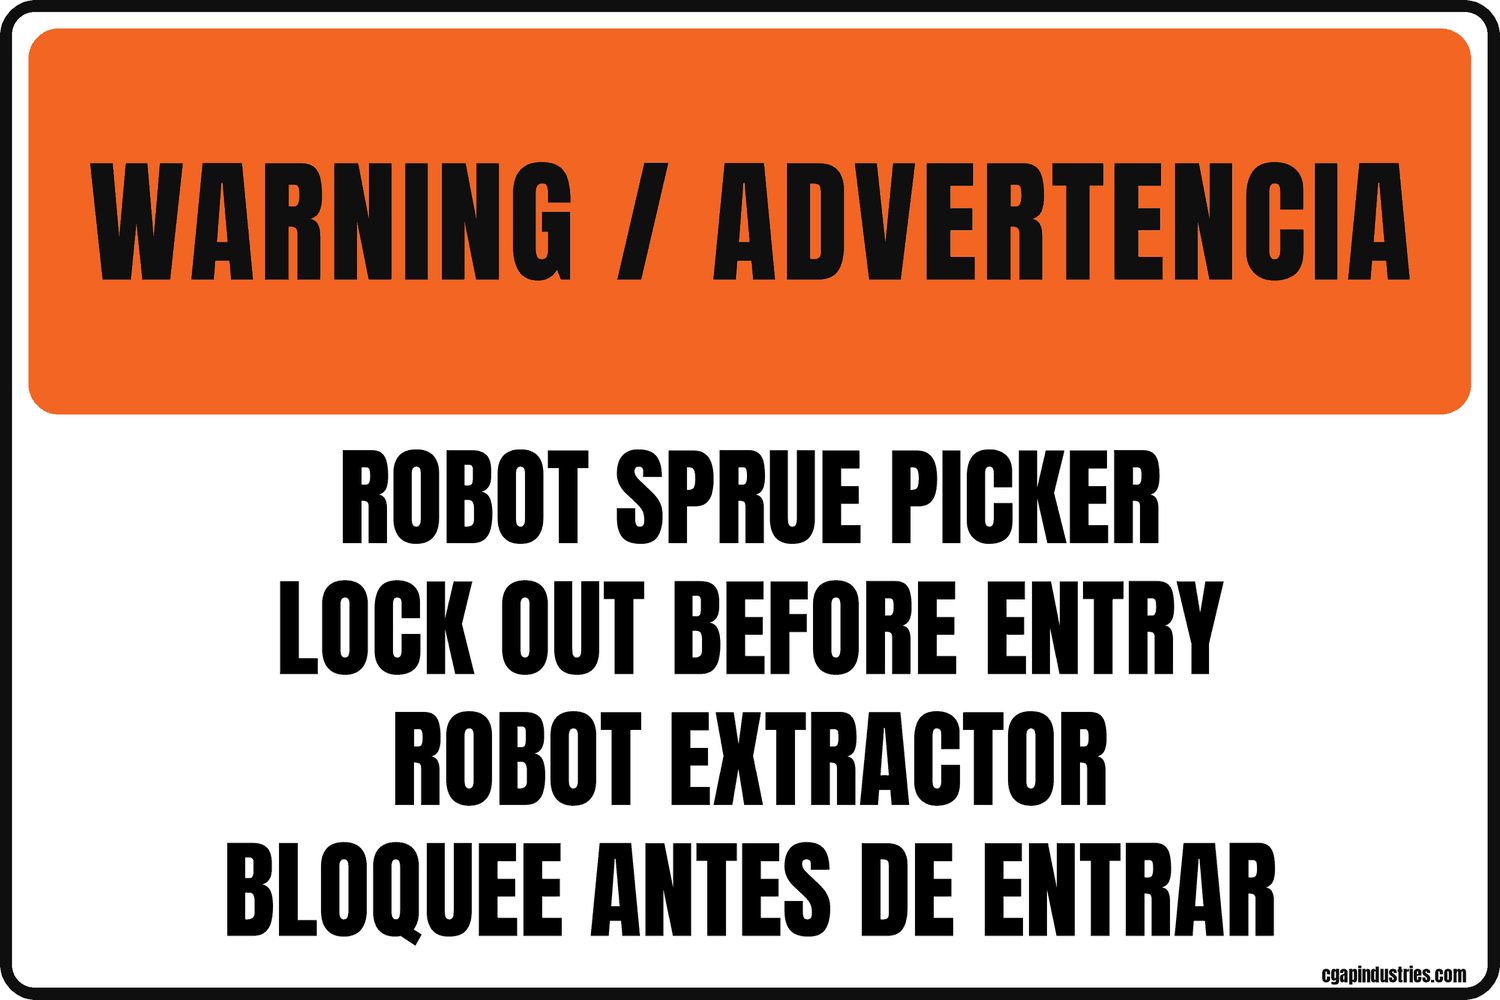 WARNING / ADVERTENCIA
ROBOT SPRUE PICKER
LOCK OUT BEFORE ENTRY
ROBOT EXTRACTOR
BLOQUEE ANTES DE ENTRAR
cgapindustries.com